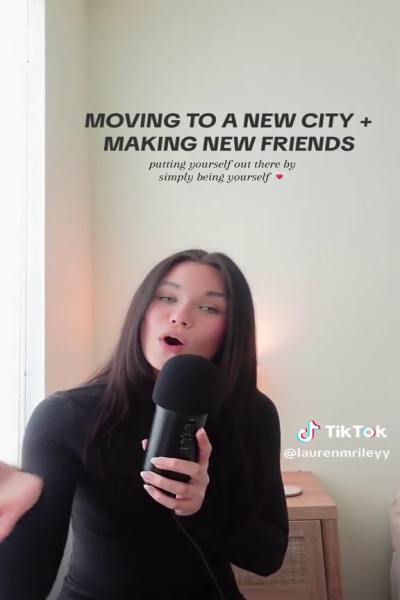 MOVING TO A NEW CITY +
MAKING NEW FRIENDS
putting yourself out there by
simply being yourself ❤️
TikTok
@laurenmrileyy